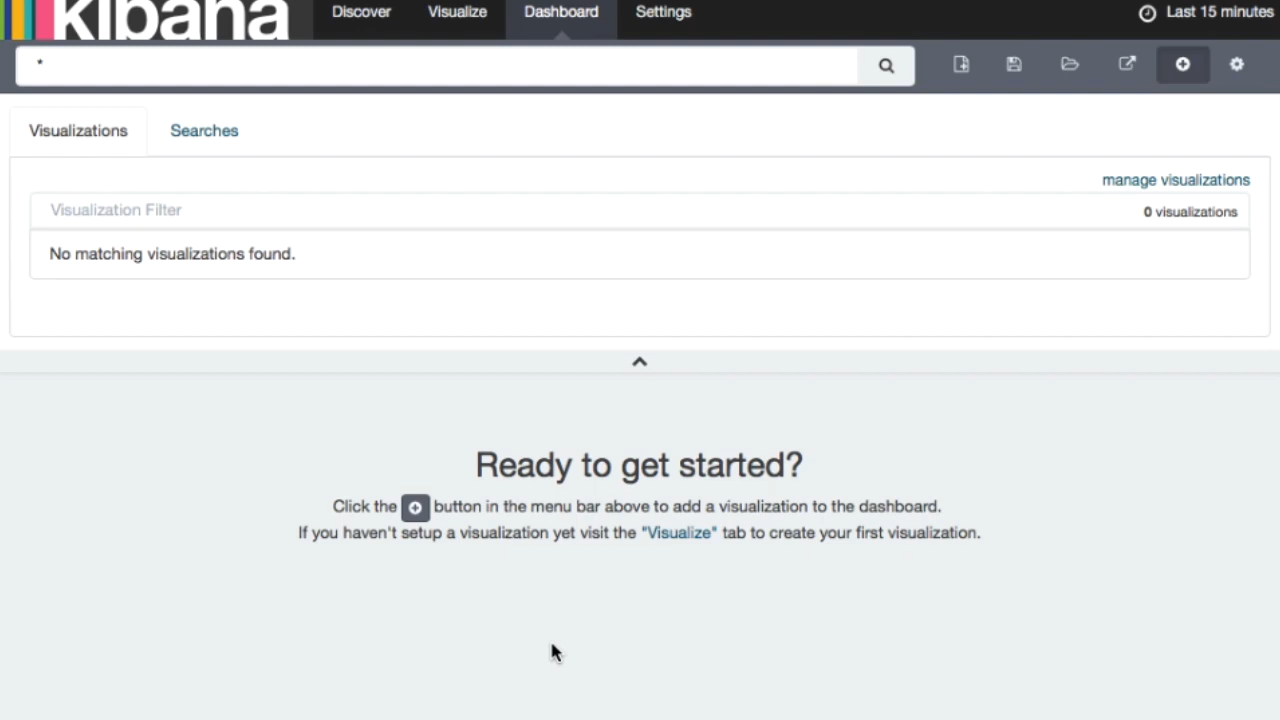 kibana Discover Visualize Dashboard Settings Last 15 minutes
*
Visualizations Searches
manage visualizations
Visualization Filter 0 visualizations
No matching visualizations found.
Ready to get started?
Click the button in the menu bar above to add a visualization to the dashboard.
If you haven't setup a visualization yet visit the "Visualize" tab to create your first visualization.